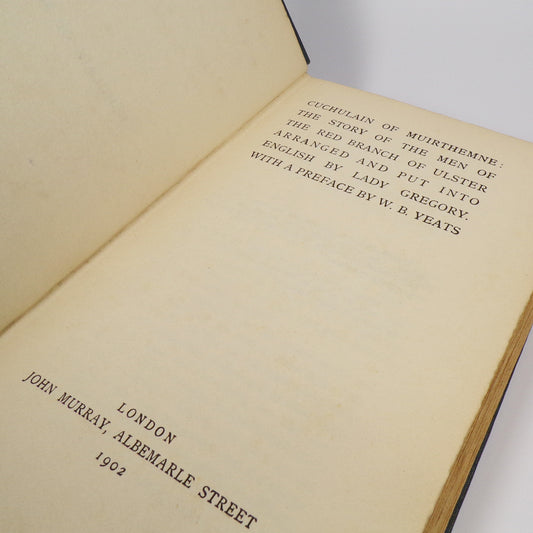 CUCHULAIN OF MUIRTHEMNE:
THE STORY OF THE MEN OF
THE RED BRANCH OF ULSTER
ARRANGED AND PUT INTO
ENGLISH BY LADY GREGORY.
WITH A PREFACE BY W. B. YEATS
LONDON
JOHN MURRAY, ALBEMARLE STREET
1902